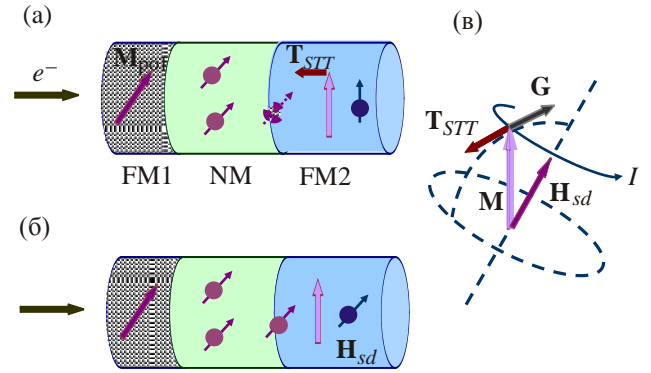 (а)
(в)
M_pol
T_STT
e⁻
G
T_STT
FM1
NM
FM2
I
M
H_sd
(б)
H_sd